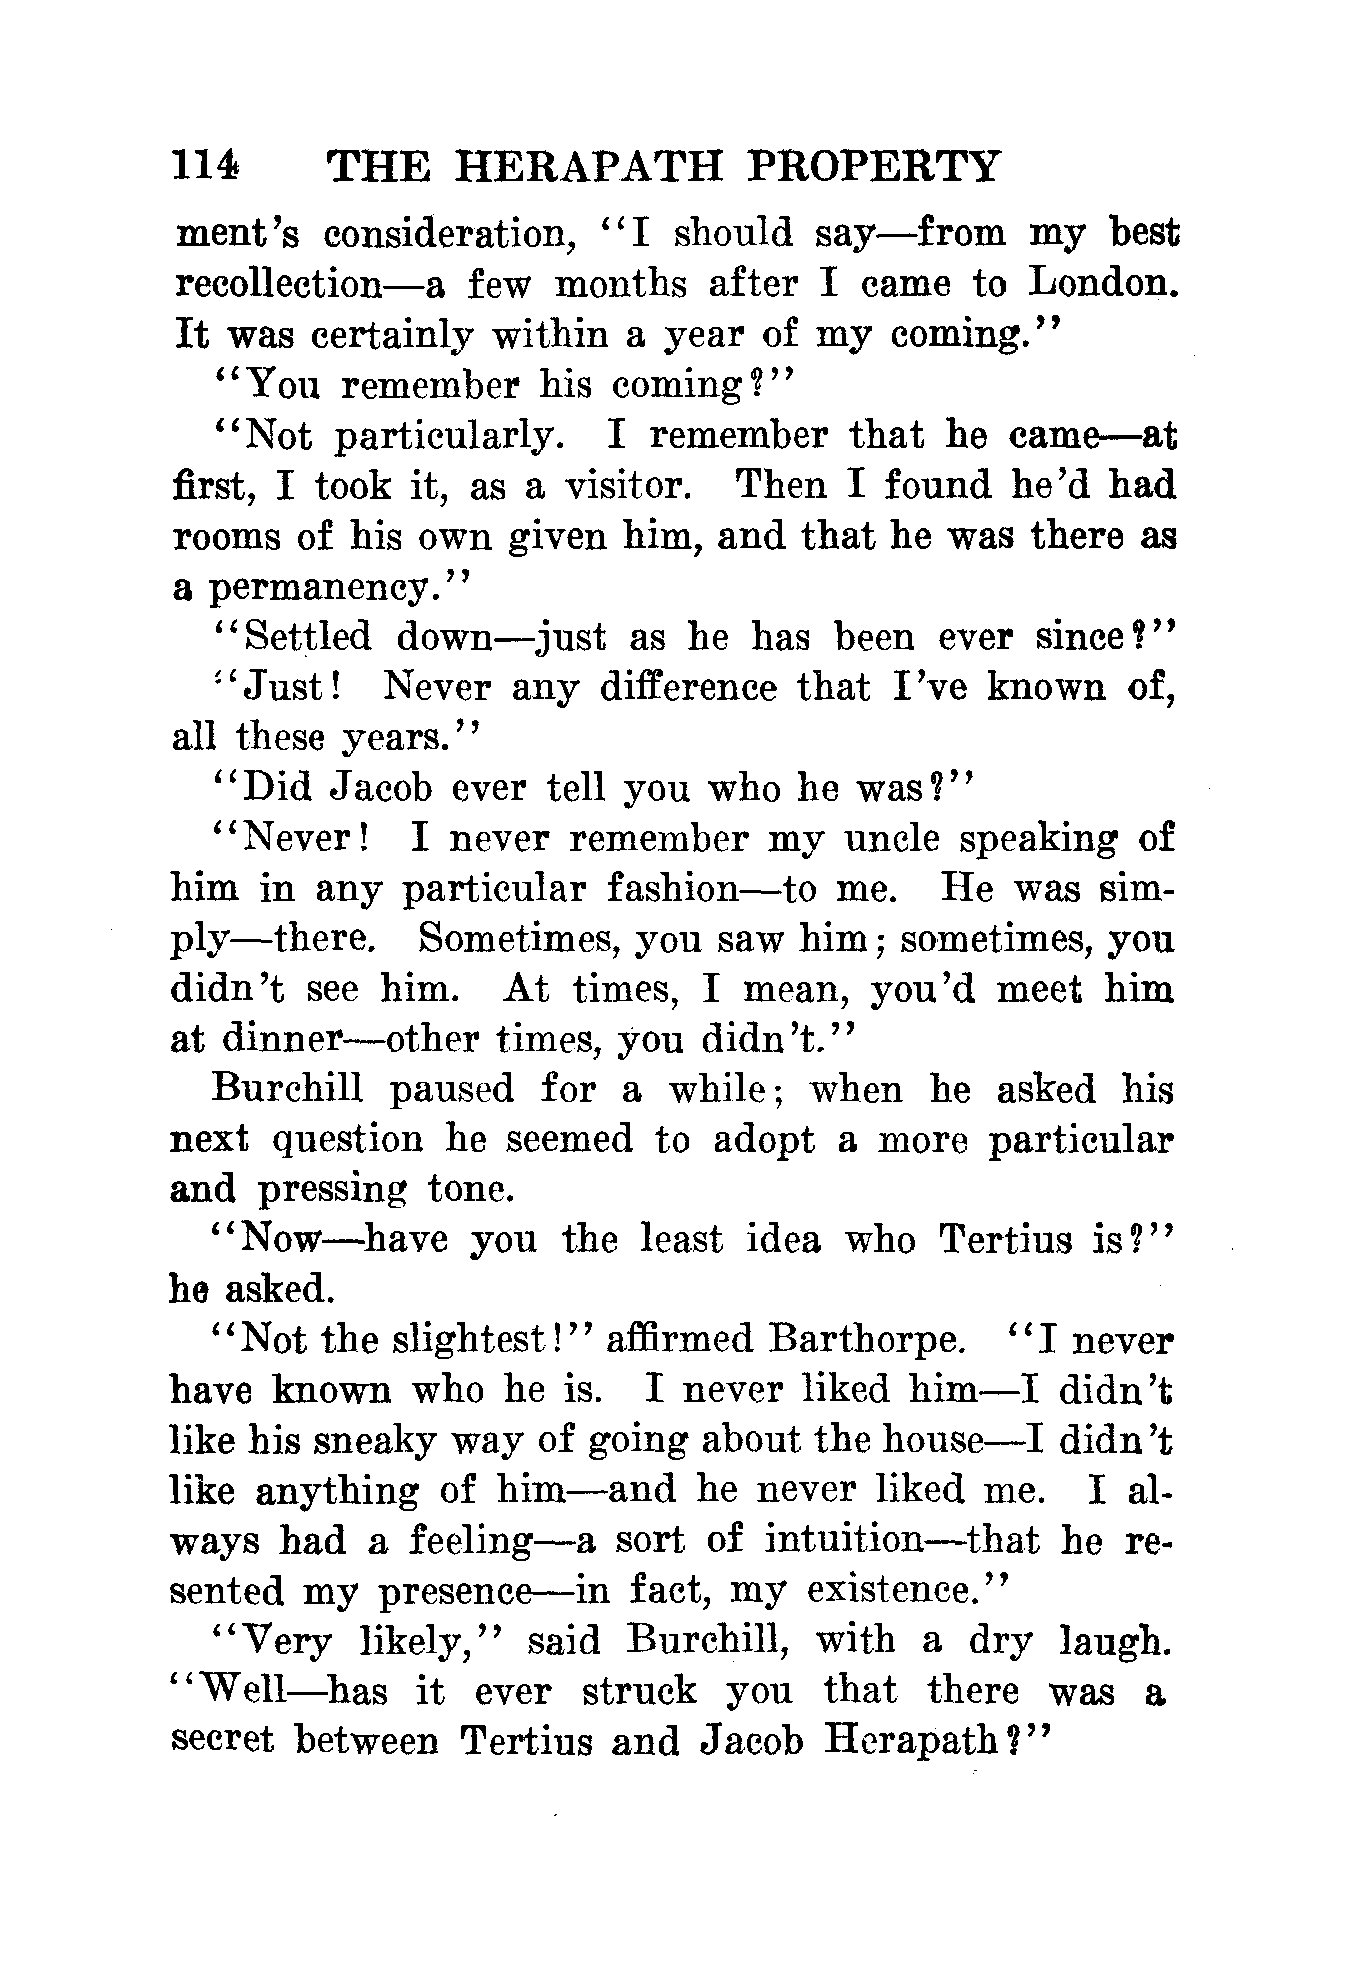 114 THE HERAPATH PROPERTY
ment's consideration, "I should say—from my best
recollection—a few months after I came to London.
It was certainly within a year of my coming."
"You remember his coming?"
"Not particularly. I remember that he came—at
first, I took it, as a visitor. Then I found he'd had
rooms of his own given him, and that he was there as
a permanency."
"Settled down—just as he has been ever since?"
"Just! Never any difference that I've known of,
all these years."
"Did Jacob ever tell you who he was?"
"Never! I never remember my uncle speaking of
him in any particular fashion—to me. He was sim-
ply—there. Sometimes, you saw him; sometimes, you
didn't see him. At times, I mean, you'd meet him
at dinner—other times, you didn't."
Burchill paused for a while; when he asked his
next question he seemed to adopt a more particular
and pressing tone.
"Now—have you the least idea who Tertius is?"
he asked.
"Not the slightest!" affirmed Barthorpe. "I never
have known who he is. I never liked him—I didn't
like his sneaky way of going about the house—I didn't
like anything of him—and he never liked me. I al-
ways had a feeling—a sort of intuition—that he re-
sented my presence—in fact, my existence."
"Very likely," said Burchill, with a dry laugh.
"Well—has it ever struck you that there was a
secret between Tertius and Jacob Herapath?"